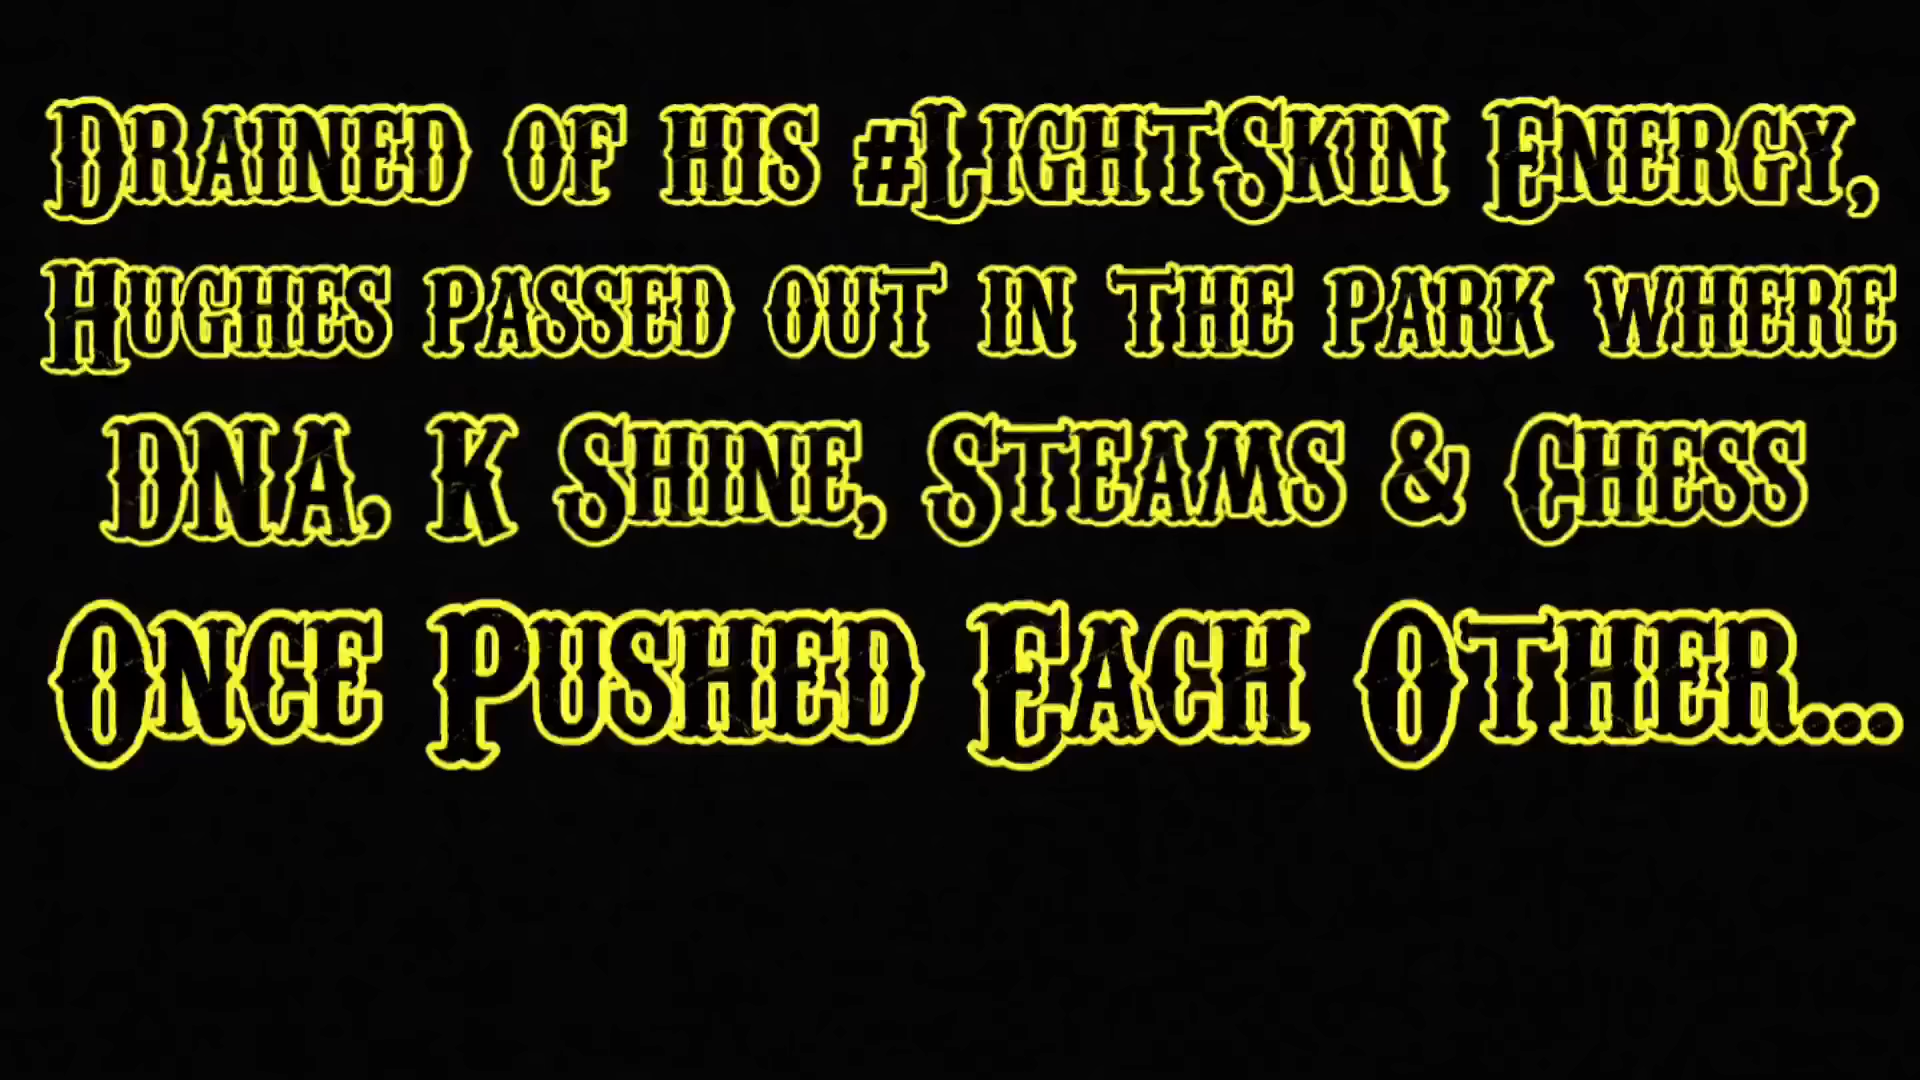 Drained of his #LightSkin Energy,
Hughes passed out in the park where
DNA, K Shine, Steams & Chess
Once Pushed Each Other...